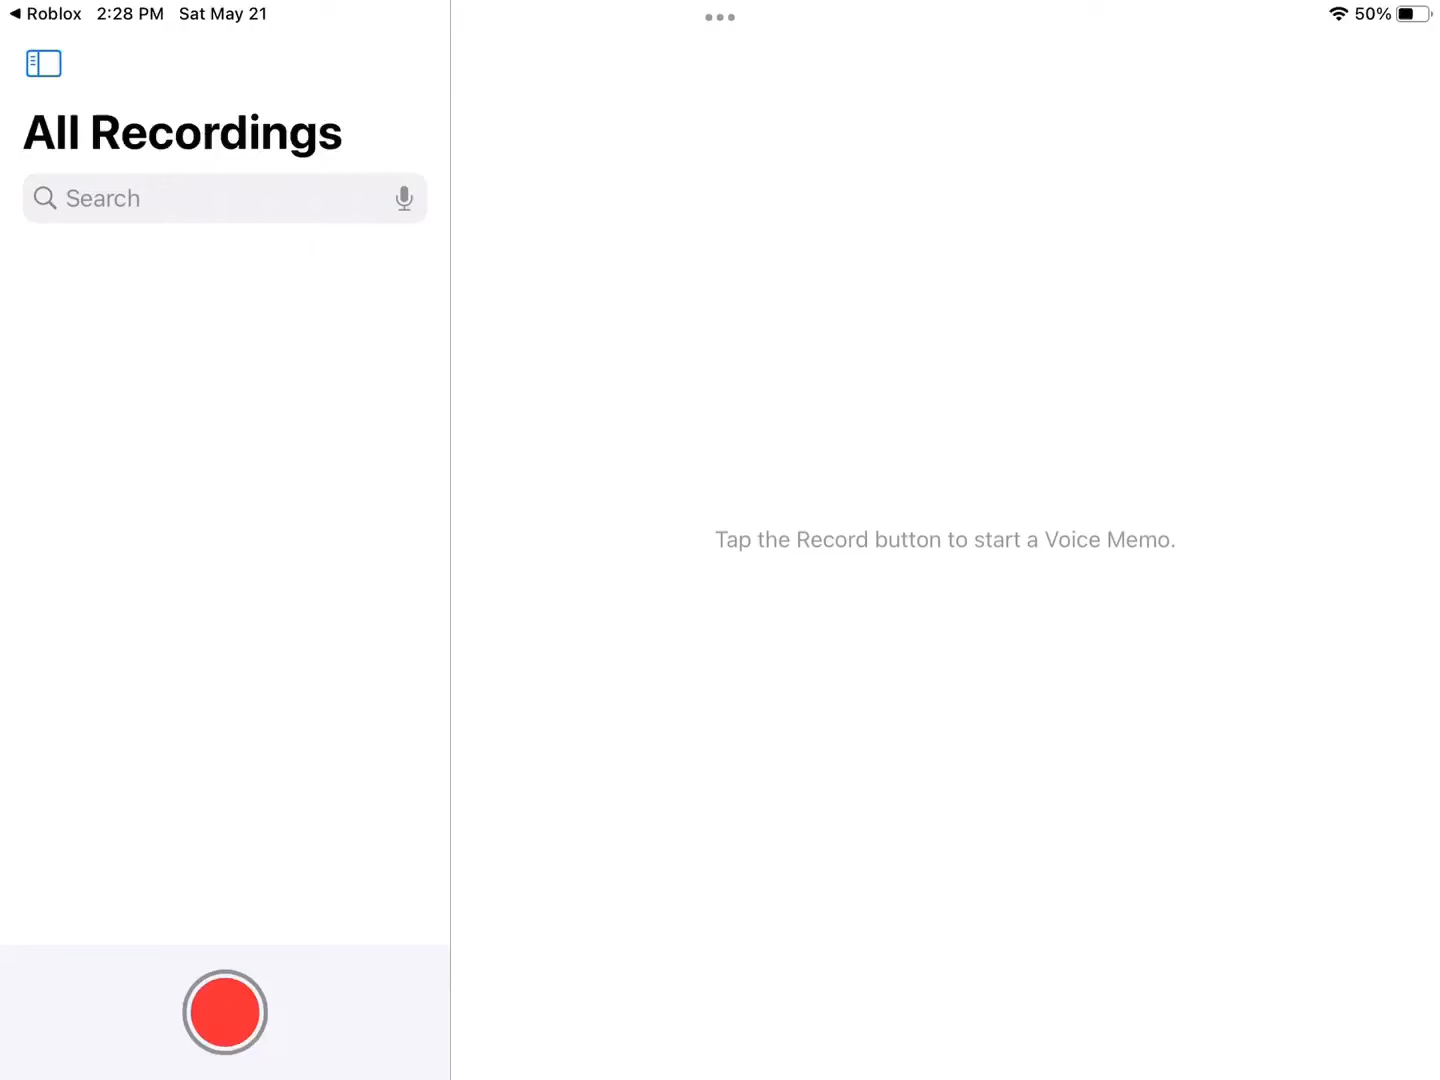 Roblox 2:28 PM Sat May 21
50%
All Recordings
Search
Tap the Record button to start a Voice Memo.